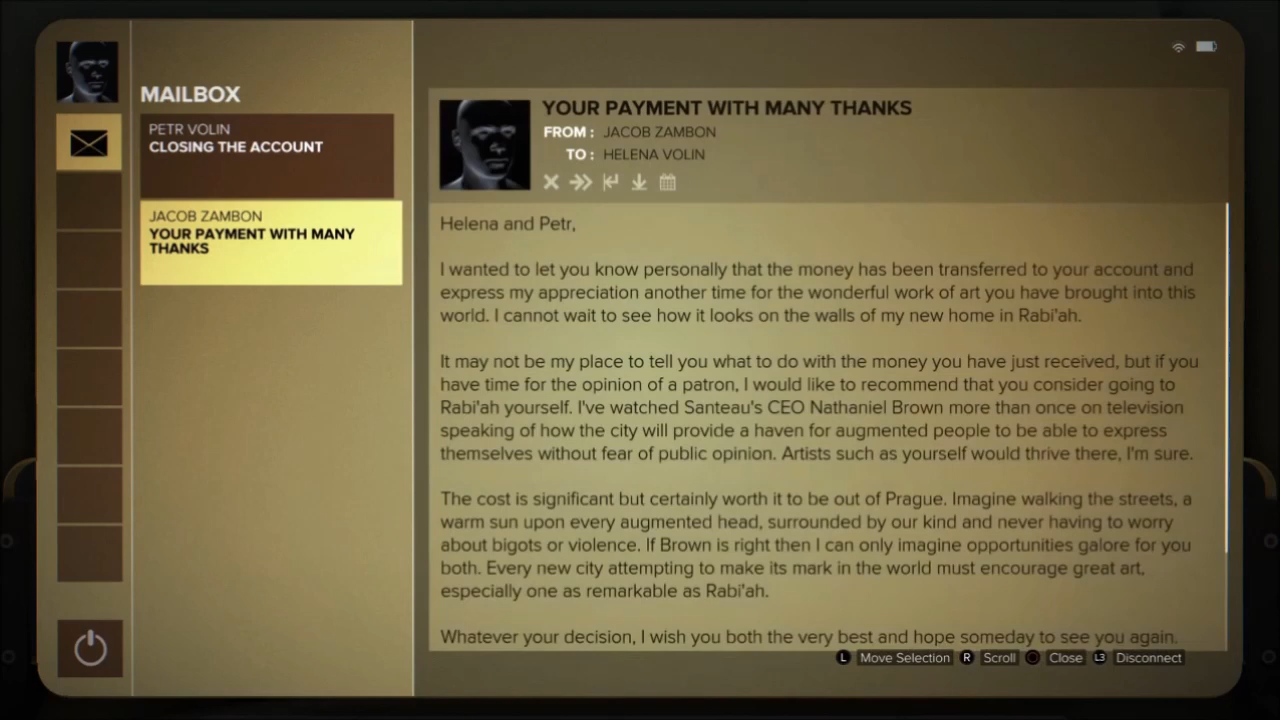 MAILBOX
PETR VOLIN
CLOSING THE ACCOUNT
JACOB ZAMBON
YOUR PAYMENT WITH MANY
THANKS
YOUR PAYMENT WITH MANY THANKS
FROM : JACOB ZAMBON
TO : HELENA VOLIN
Helena and Petr,
I wanted to let you know personally that the money has been transferred to your account and
express my appreciation another time for the wonderful work of art you have brought into this
world. I cannot wait to see how it looks on the walls of my new home in Rabi'ah.
It may not be my place to tell you what to do with the money you have just received, but if you
have time for the opinion of a patron, I would like to recommend that you consider going to
Rabi'ah yourself. I've watched Santeau's CEO Nathaniel Brown more than once on television
speaking of how the city will provide a haven for augmented people to be able to express
themselves without fear of public opinion. Artists such as yourself would thrive there, I'm sure.
The cost is significant but certainly worth it to be out of Prague. Imagine walking the streets, a
warm sun upon every augmented head, surrounded by our kind and never having to worry
about bigots or violence. If Brown is right then I can only imagine opportunities galore for you
both. Every new city attempting to make its mark in the world must encourage great art,
especially one as remarkable as Rabi'ah.
Whatever your decision, I wish you both the very best and hope someday to see you again.
L Move Selection R Scroll Close L3 Disconnect